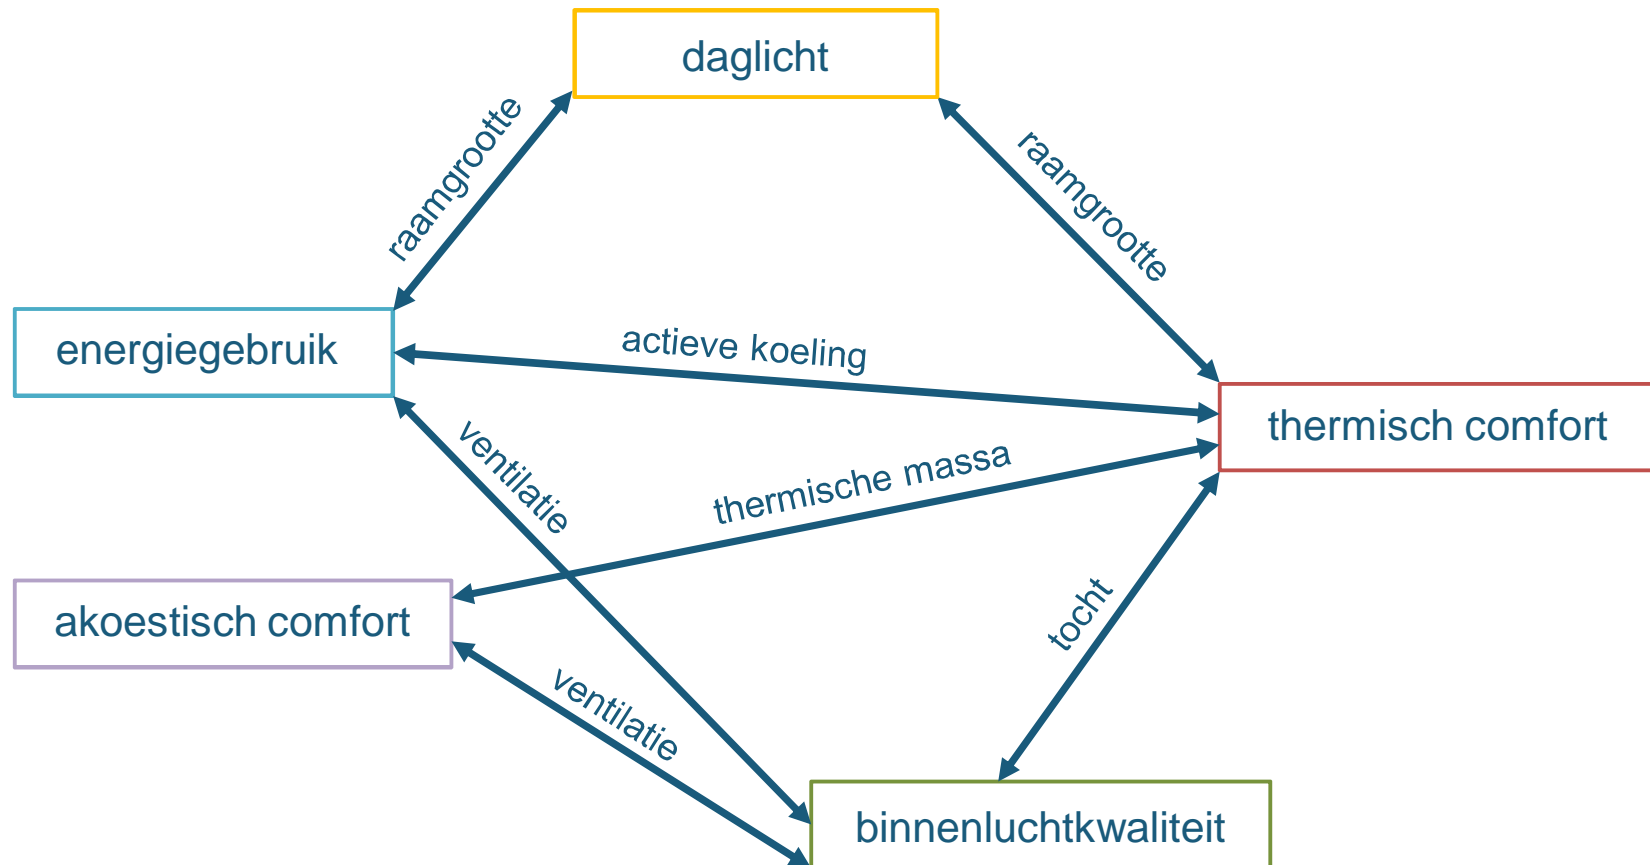 daglicht
raamgrootte
raamgrootte
energiegebruik
actieve koeling
thermisch comfort
ventilatie
thermische massa
akoestisch comfort
tocht
ventilatie
binnenluchtkwaliteit